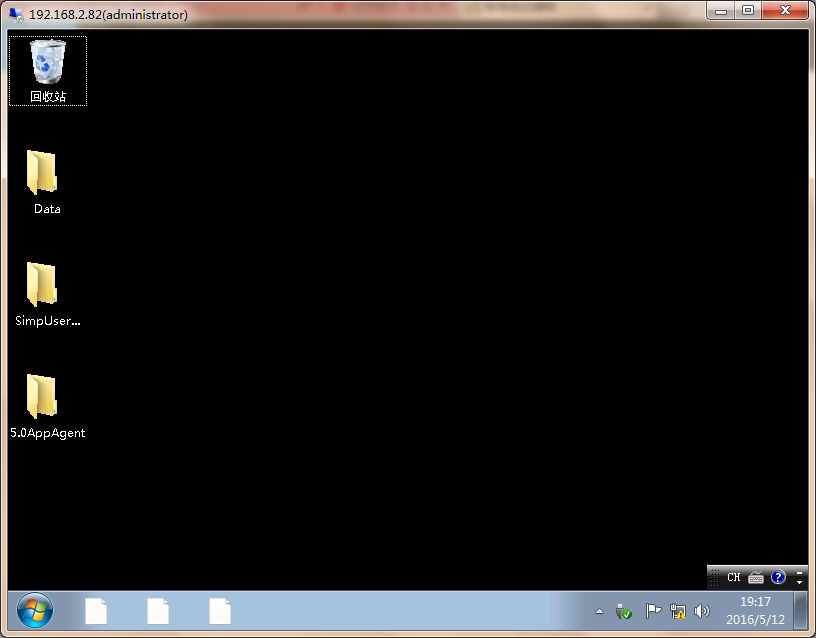 192.168.2.82(administrator)
回收站
Data
SimpUser...
5.0AppAgent
CH
19:17
2016/5/12